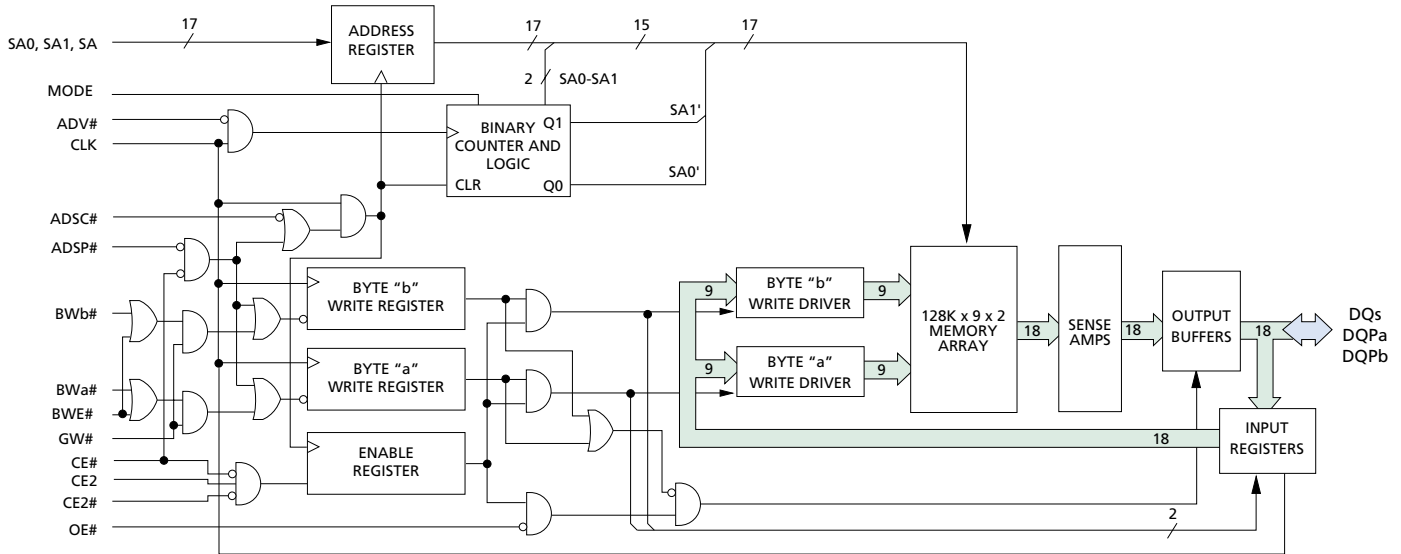 17
SA0, SA1, SA
ADDRESS
REGISTER
17
15
17
2
SA0-SA1
MODE
ADV#
CLK
BINARY
COUNTER AND
LOGIC
Q1
CLR
Q0
SA1'
SA0'
ADSC#
ADSP#
BYTE “b”
WRITE REGISTER
9
BYTE “b”
WRITE DRIVER
9
BWb#
128K x 9 x 2
MEMORY
ARRAY
18
SENSE
AMPS
18
OUTPUT
BUFFERS
18
DQs
DQPa
DQPb
BYTE “a”
WRITE REGISTER
9
BYTE “a”
WRITE DRIVER
9
BWa#
BWE#
GW#
CE#
CE2
CE2#
ENABLE
REGISTER
18
INPUT
REGISTERS
OE#
2